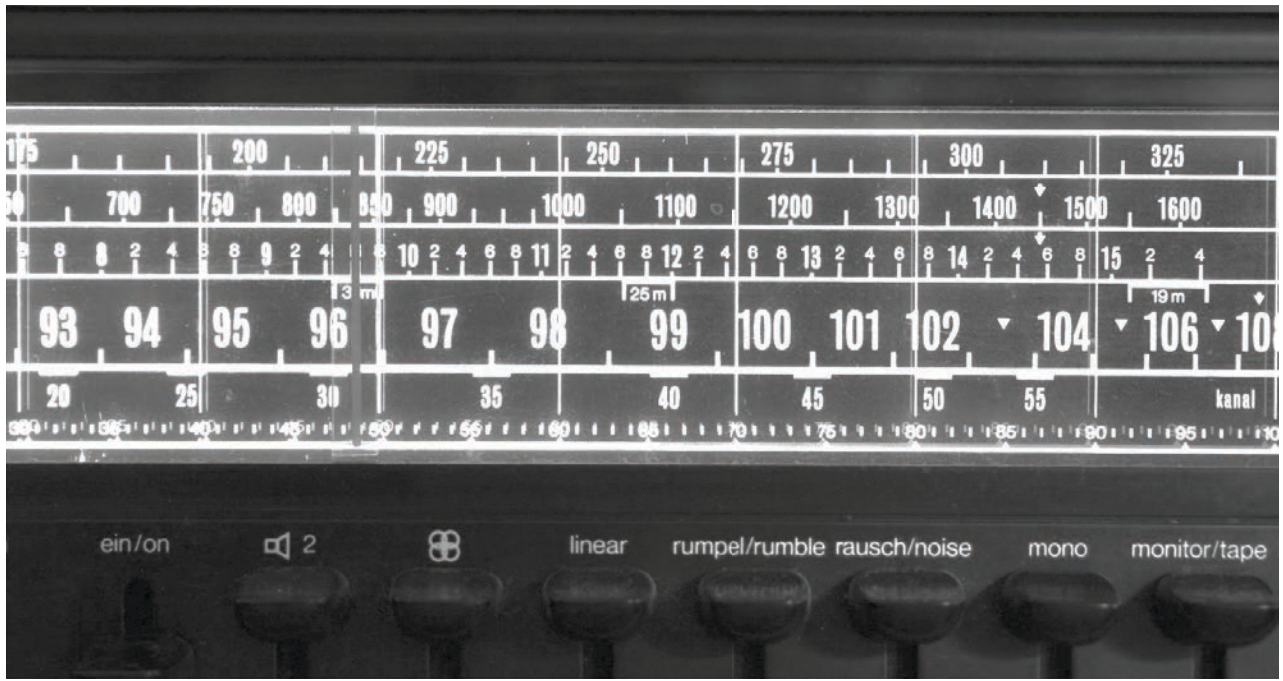 175 200 225 250 275 300 325
700 750 800 850 900 1000 1100 1200 1300 1400 1500 1600
8 8 8 2 4 6 8 9 2 4 8 10 2 4 6 8 11 2 4 6 8 12 2 4 6 8 13 2 4 6 8 14 2 4 6 8 15 2 4
25 m 19 m
93 94 95 96 97 98 99 100 101 102 104 106
20 25 30 35 40 45 50 55 kanal
30 35 40 45 50 55 60 65 70 75 80 85 90 95
ein/on 2 linear rumpel/rumble rausch/noise mono monitor/tape